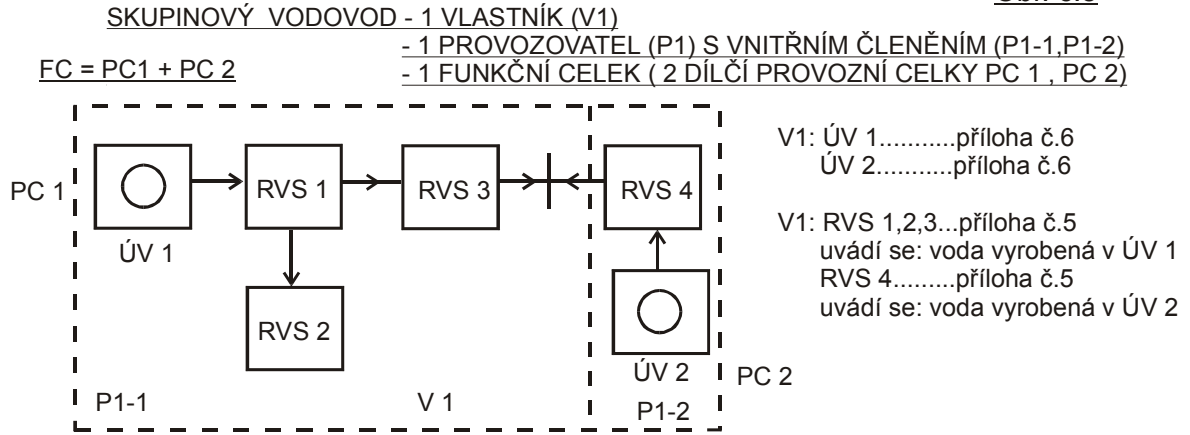 SKUPINOVÝ VODOVOD - 1 VLASTNÍK (V1)
- 1 PROVOZOVATEL (P1) S VNITŘNÍM ČLENĚNÍM (P1-1,P1-2)
FC = PC1 + PC 2
- 1 FUNKČNÍ CELEK ( 2 DÍLČÍ PROVOZNÍ CELKY PC 1 , PC 2)
V1: ÚV 1...........příloha č.6
ÚV 2...........příloha č.6
PC 1
RVS 1
RVS 3
RVS 4
ÚV 1
V1: RVS 1,2,3...příloha č.5
uvádí se: voda vyrobená v ÚV 1
RVS 4.........příloha č.5
uvádí se: voda vyrobená v ÚV 2
RVS 2
ÚV 2
PC 2
P1-1
V 1
P1-2